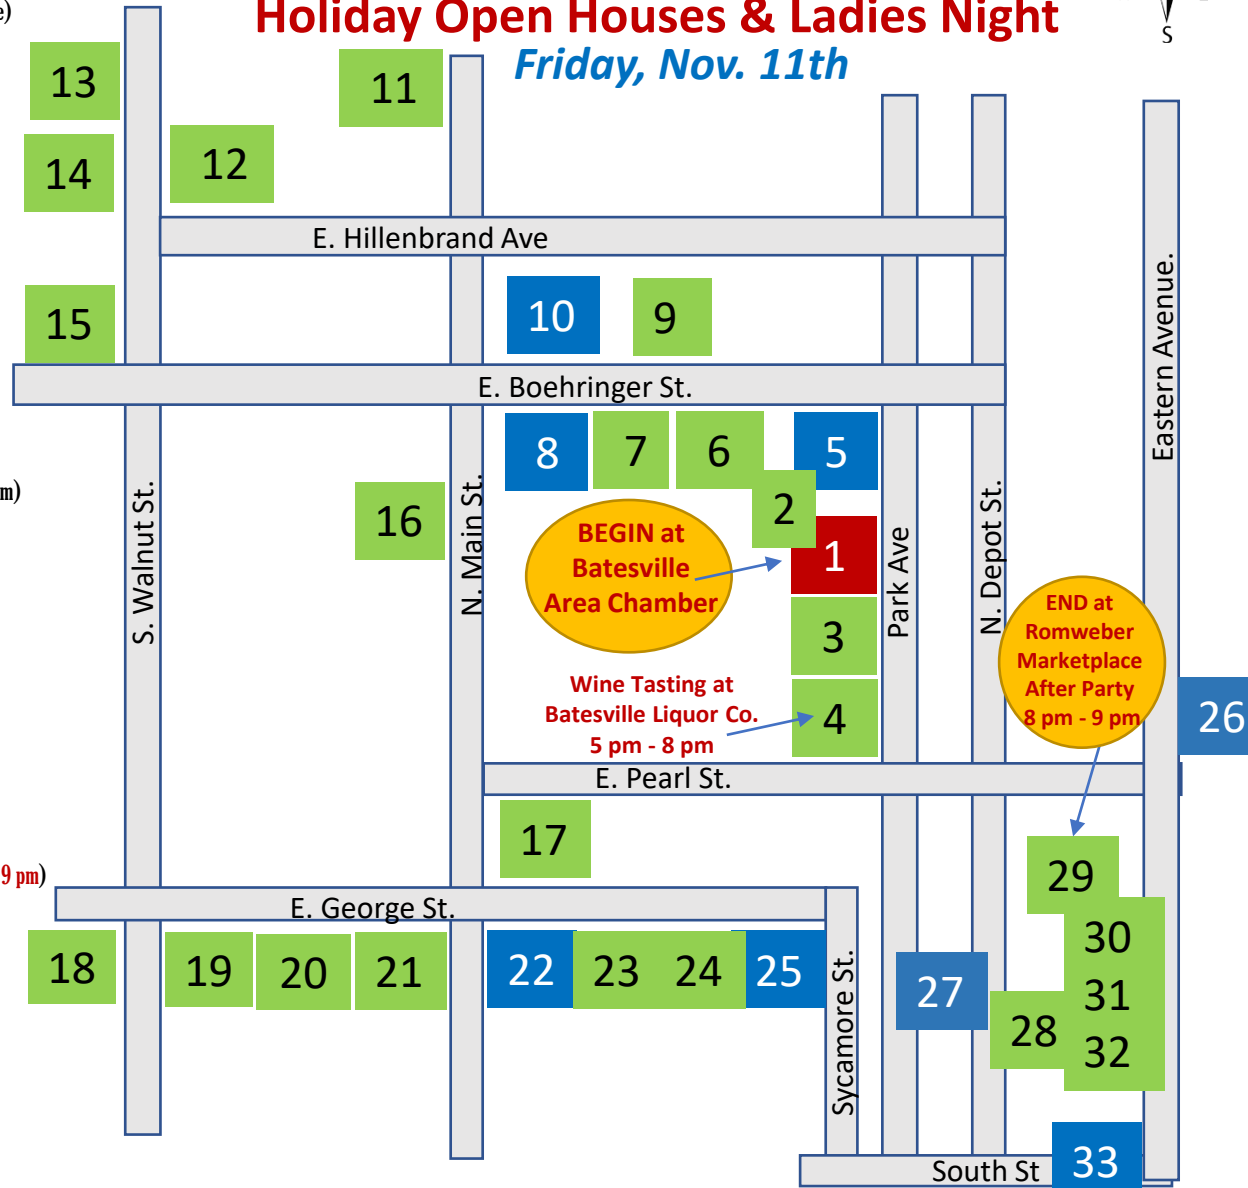 e)
Holiday Open Houses & Ladies Night
S
Friday, Nov. 11th
13
11
14
12
E. Hillenbrand Ave
15
10
9
E. Boehringer St.
Eastern Avenue.
8
7
6
5
m)
S. Walnut St.
16
N. Main St.
2
BEGIN at
Batesville
Area Chamber
1
Park Ave
N. Depot St.
3
END at
Romweber
Marketplace
After Party
8 pm - 9 pm
Wine Tasting at
Batesville Liquor Co.
5 pm - 8 pm
4
26
E. Pearl St.
17
29
9 pm)
E. George St.
18
19
20
21
22
23
24
25
Sycamore St.
27
28
30
31
32
South St
33